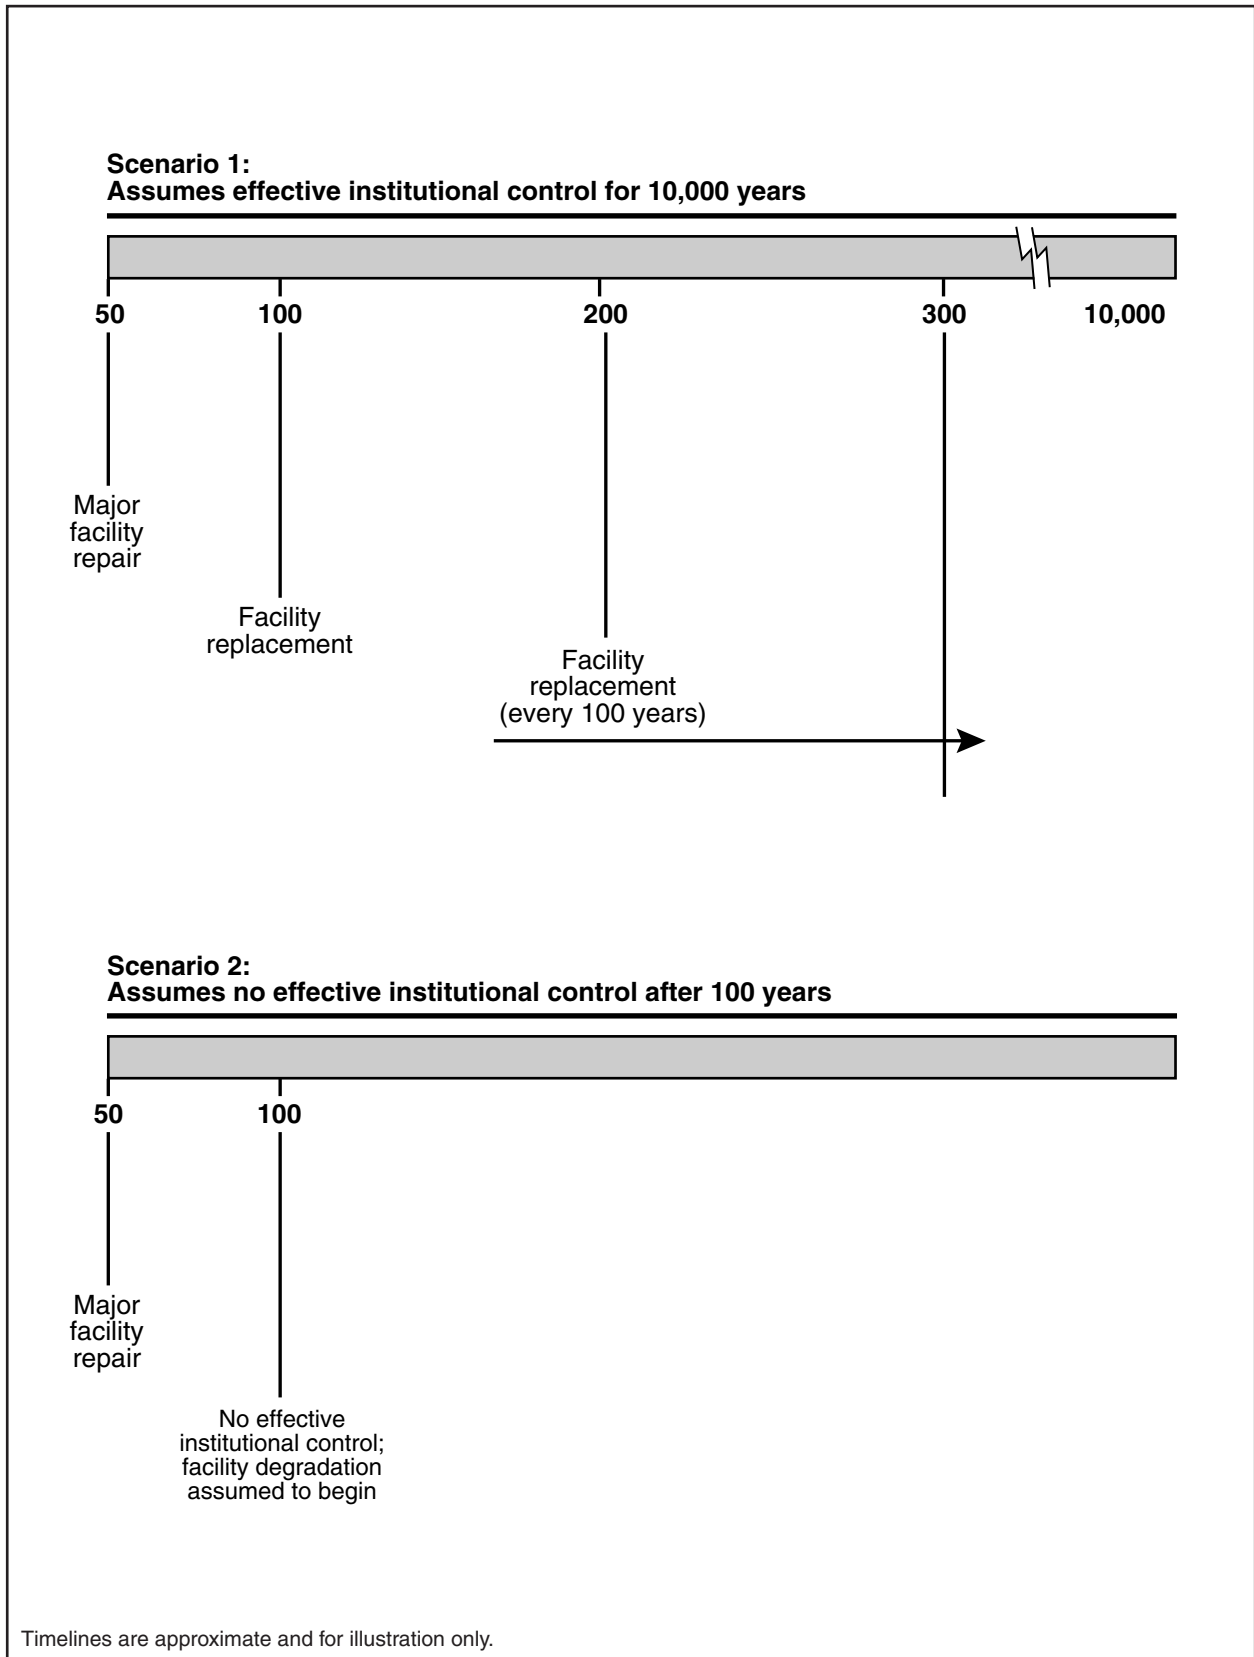 Scenario 1:
Assumes effective institutional control for 10,000 years
50
100
200
300
10,000
Major
facility
repair
Facility
replacement
Facility
replacement
(every 100 years)
Scenario 2:
Assumes no effective institutional control after 100 years
50
100
Major
facility
repair
No effective
institutional control;
facility degradation
assumed to begin
Timelines are approximate and for illustration only.